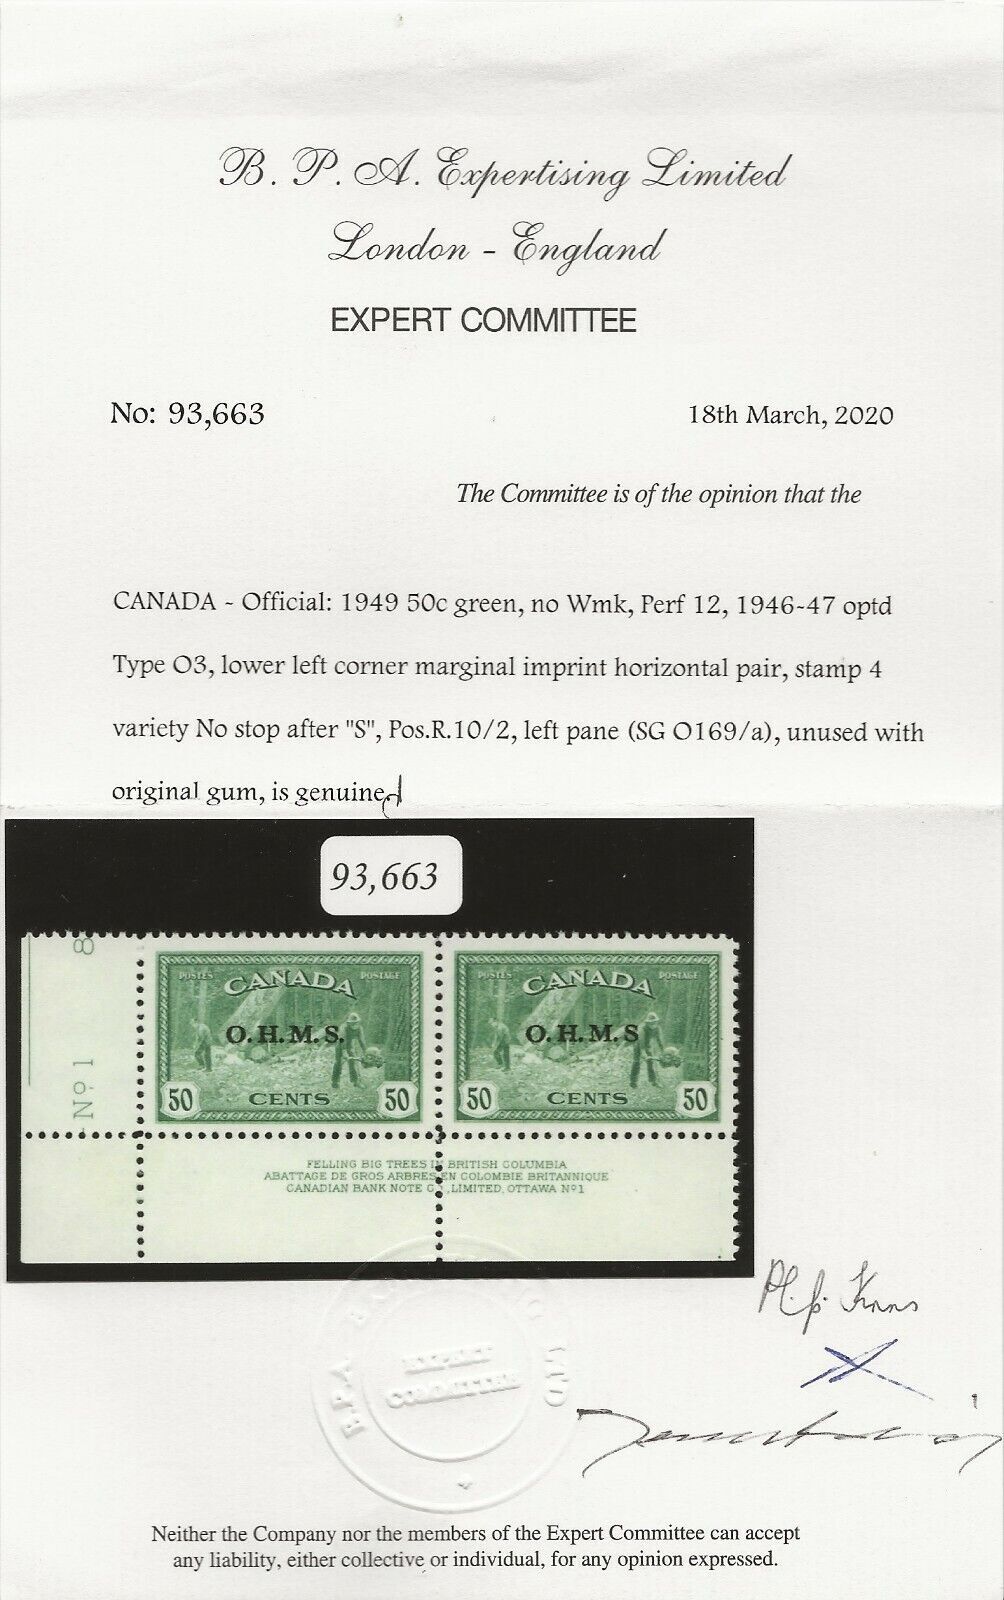 B. P. A. Expertising Limited
London - England
EXPERT COMMITTEE
No: 93,663
18th March, 2020
The Committee is of the opinion that the
CANADA - Official: 1949 50c green, no Wmk, Perf 12, 1946-47 optd
Type O3, lower left corner marginal imprint horizontal pair, stamp 4
variety No stop after "S", Pos.R.10/2, left pane (SG O169/a), unused with
original gum, is genuine.
93,663
8
Nº 1
POSTES POSTAGE
CANADA
O.H.M.S.
50 CENTS 50
POSTES POSTAGE
CANADA
O.H.M.S
50 CENTS 50
FELLING BIG TREES IN BRITISH COLUMBIA
ABATTAGE DE GROS ARBRES EN COLOMBIE BRITANNIQUE
CANADIAN BANK NOTE CO., LIMITED, OTTAWA Nº1
B.P.A. LTD
EXPERT
COMMITTEE
Neither the Company nor the members of the Expert Committee can accept
any liability, either collective or individual, for any opinion expressed.